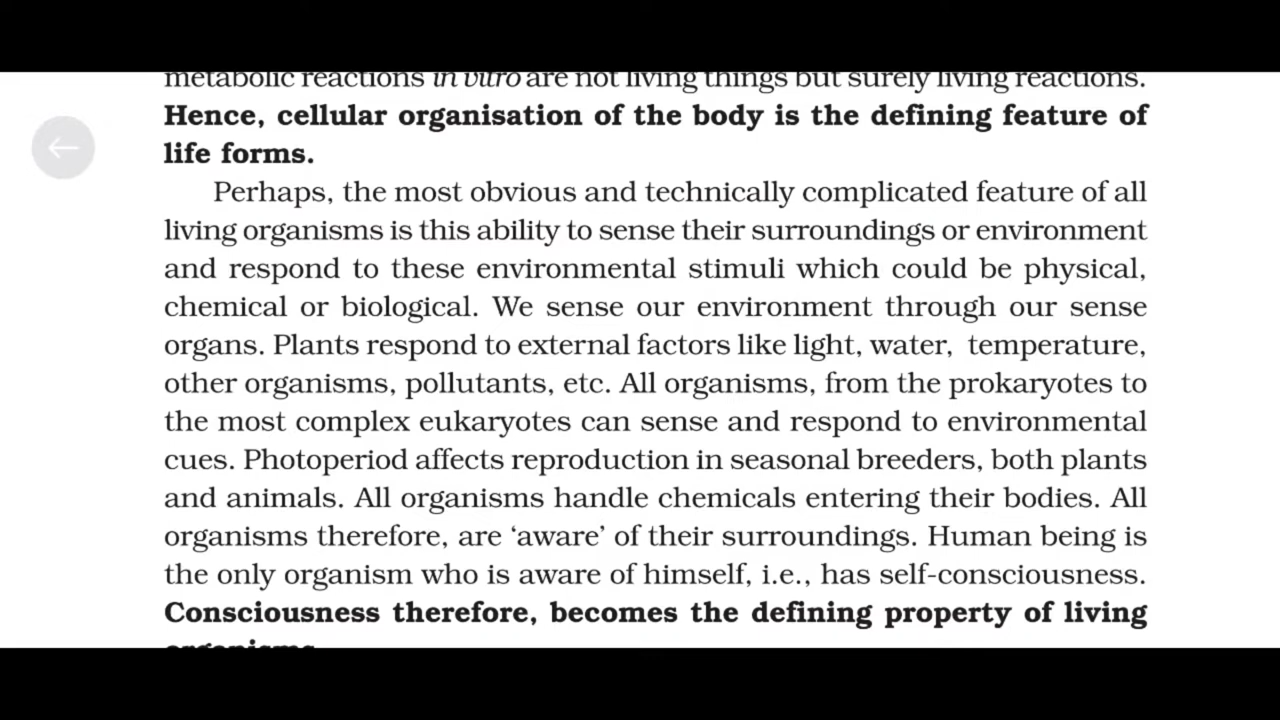 metabolic reactions in vitro are not living things but surely living reactions.
Hence, cellular organisation of the body is the defining feature of
life forms.
Perhaps, the most obvious and technically complicated feature of all
living organisms is this ability to sense their surroundings or environment
and respond to these environmental stimuli which could be physical,
chemical or biological. We sense our environment through our sense
organs. Plants respond to external factors like light, water, temperature,
other organisms, pollutants, etc. All organisms, from the prokaryotes to
the most complex eukaryotes can sense and respond to environmental
cues. Photoperiod affects reproduction in seasonal breeders, both plants
and animals. All organisms handle chemicals entering their bodies. All
organisms therefore, are ‘aware’ of their surroundings. Human being is
the only organism who is aware of himself, i.e., has self-consciousness.
Consciousness therefore, becomes the defining property of living
organisms.